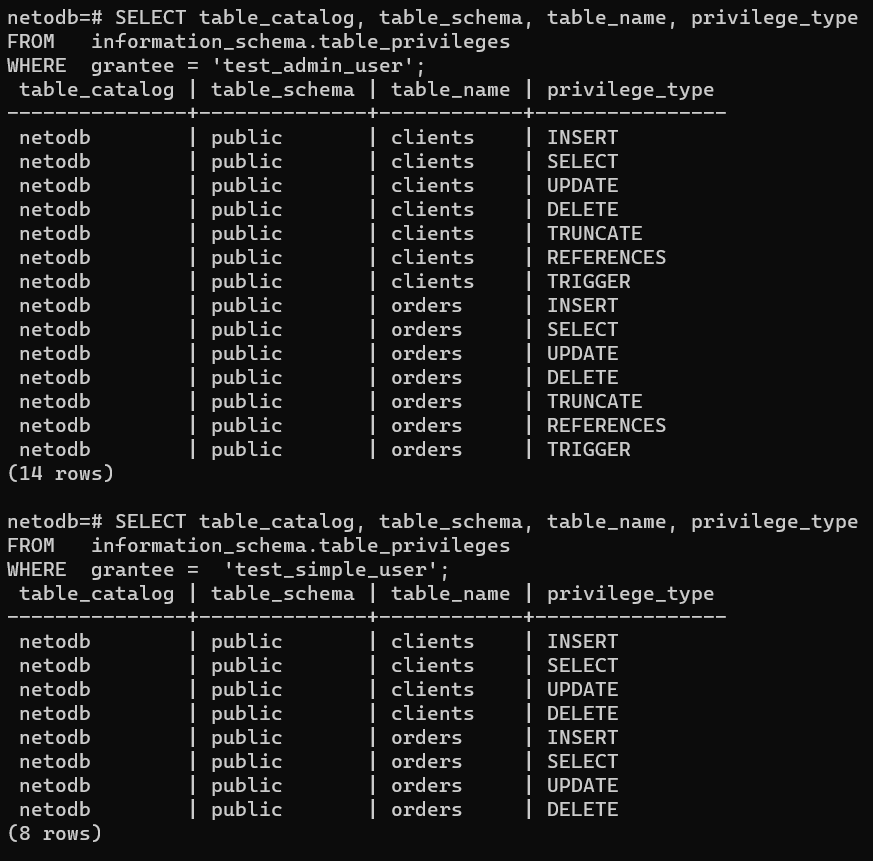 netodb=# SELECT table_catalog, table_schema, table_name, privilege_type
FROM   information_schema.table_privileges
WHERE  grantee = 'test_admin_user';
 table_catalog | table_schema | table_name | privilege_type
---------------+--------------+------------+----------------
 netodb        | public       | clients    | INSERT
 netodb        | public       | clients    | SELECT
 netodb        | public       | clients    | UPDATE
 netodb        | public       | clients    | DELETE
 netodb        | public       | clients    | TRUNCATE
 netodb        | public       | clients    | REFERENCES
 netodb        | public       | clients    | TRIGGER
 netodb        | public       | orders     | INSERT
 netodb        | public       | orders     | SELECT
 netodb        | public       | orders     | UPDATE
 netodb        | public       | orders     | DELETE
 netodb        | public       | orders     | TRUNCATE
 netodb        | public       | orders     | REFERENCES
 netodb        | public       | orders     | TRIGGER
(14 rows)

netodb=# SELECT table_catalog, table_schema, table_name, privilege_type
FROM   information_schema.table_privileges
WHERE  grantee =  'test_simple_user';
 table_catalog | table_schema | table_name | privilege_type
---------------+--------------+------------+----------------
 netodb        | public       | clients    | INSERT
 netodb        | public       | clients    | SELECT
 netodb        | public       | clients    | UPDATE
 netodb        | public       | clients    | DELETE
 netodb        | public       | orders     | INSERT
 netodb        | public       | orders     | SELECT
 netodb        | public       | orders     | UPDATE
 netodb        | public       | orders     | DELETE
(8 rows)